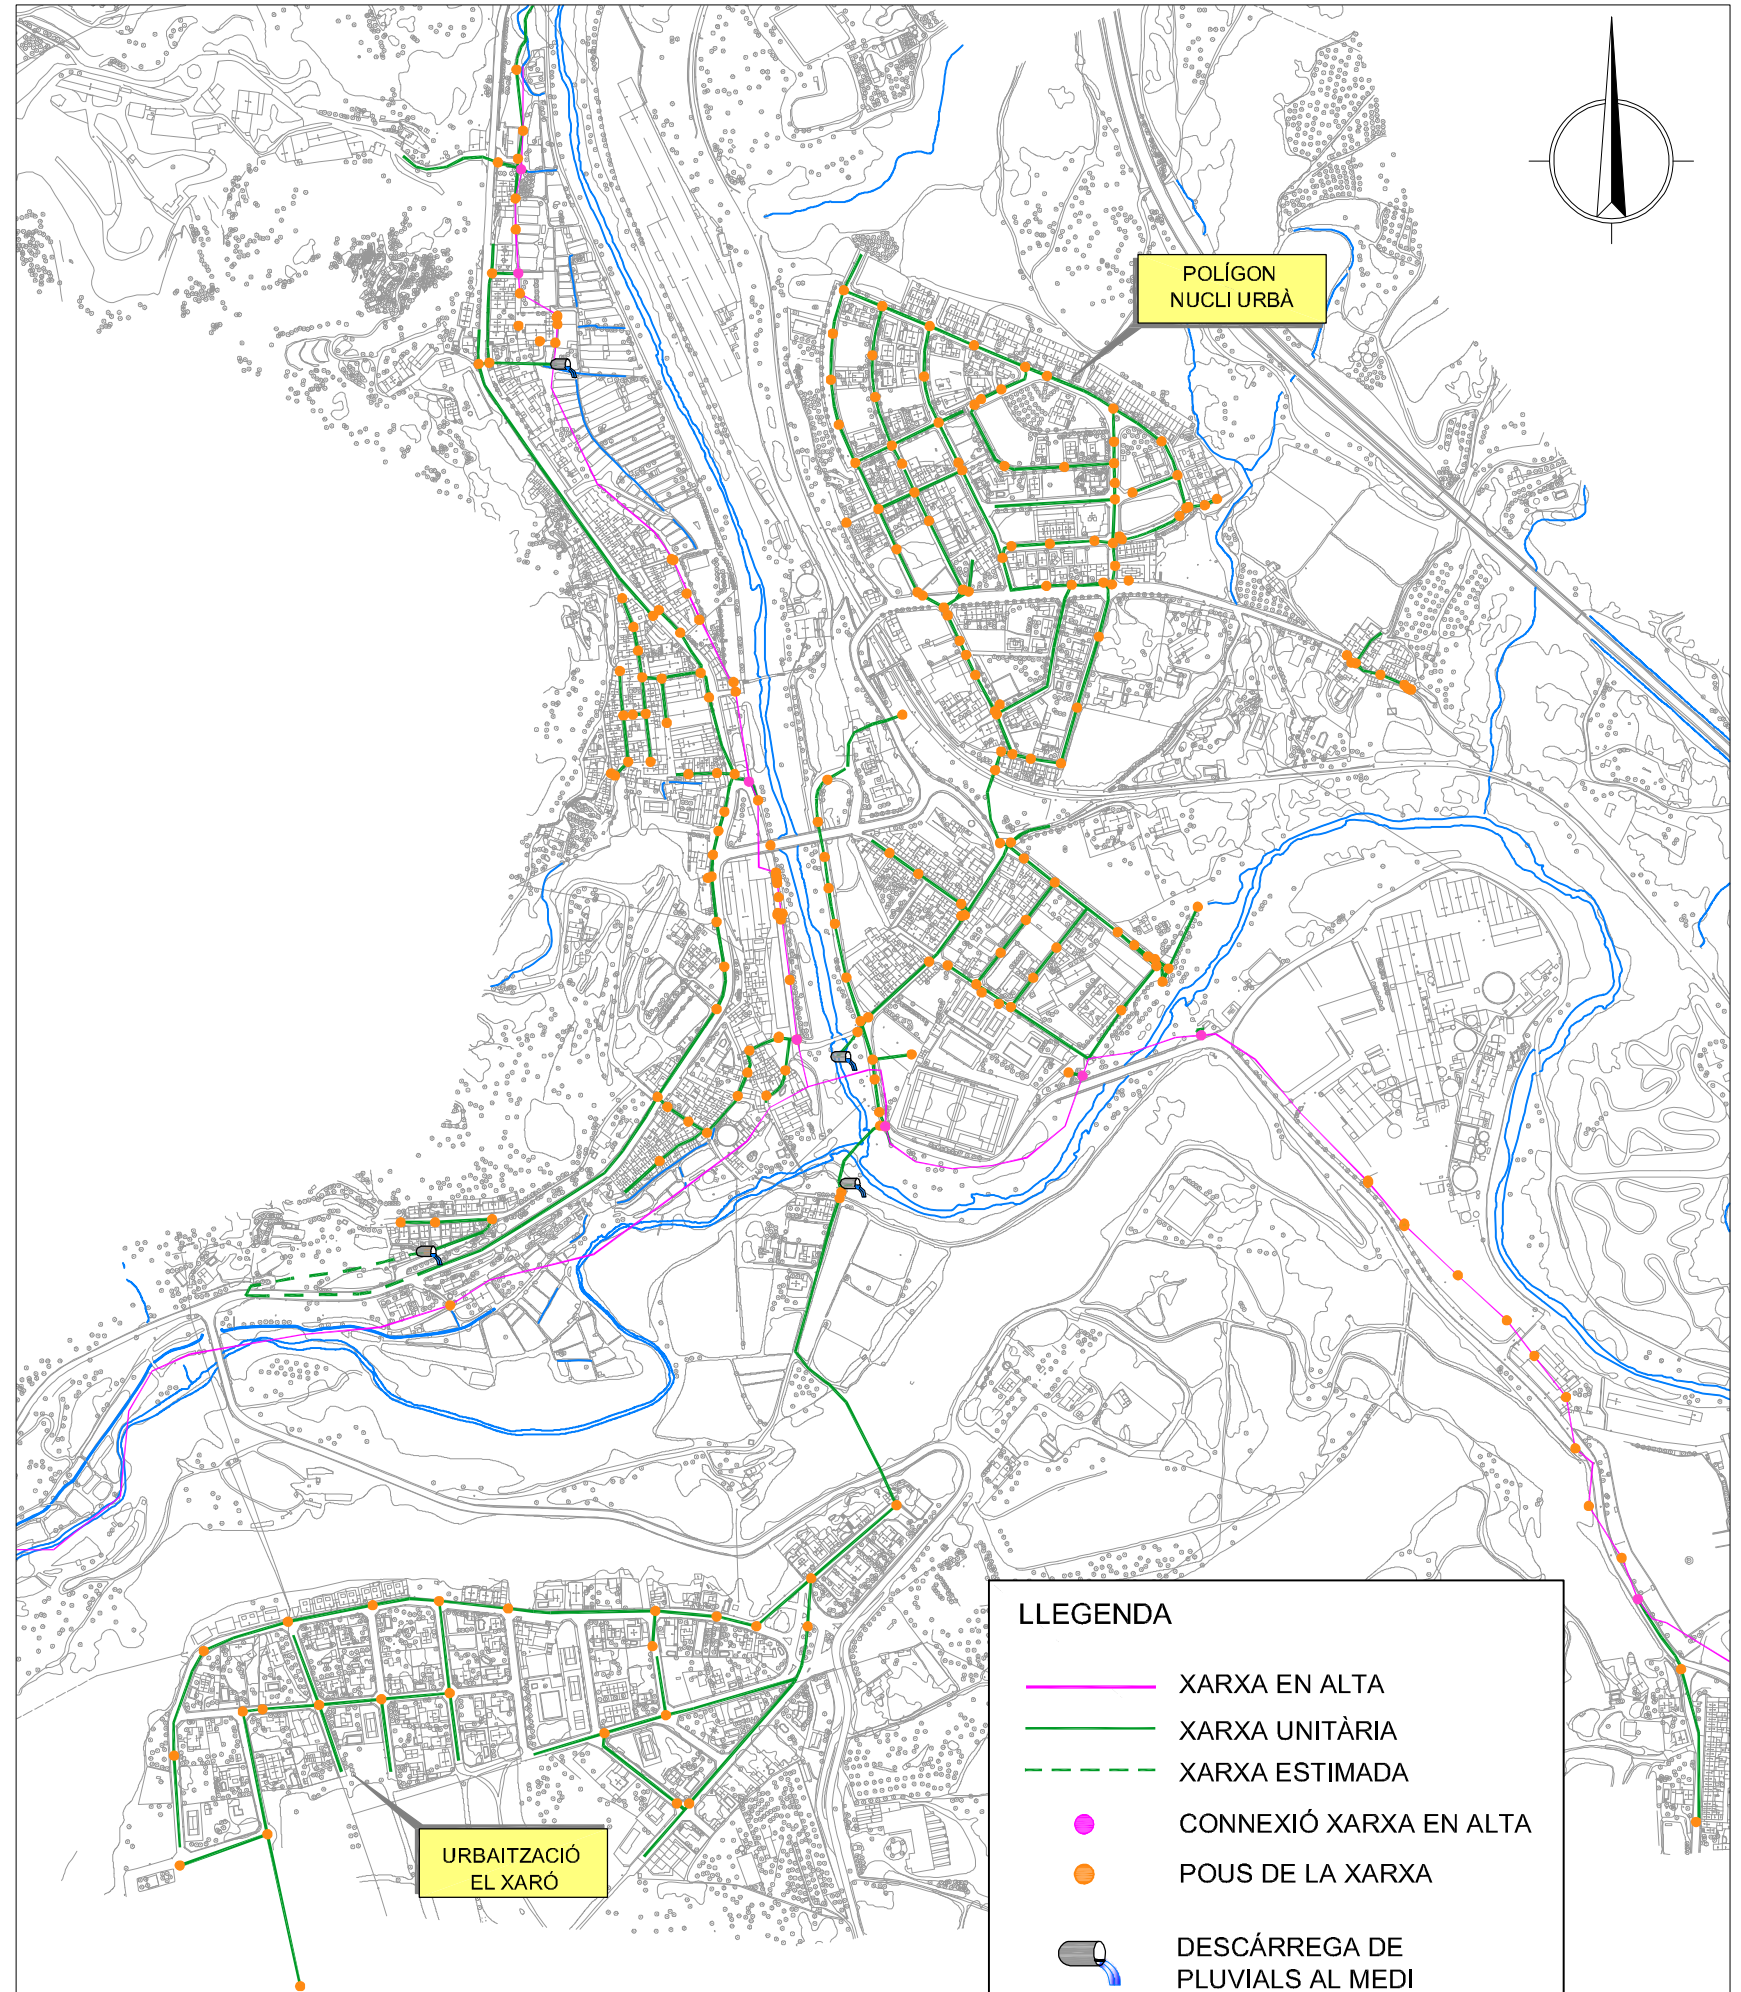 POLÍGON
NUCLI URBÀ
URBAITZACIÓ
EL XARÓ
LLEGENDA
XARXA EN ALTA
XARXA UNITÀRIA
XARXA ESTIMADA
CONNEXIÓ XARXA EN ALTA
POUS DE LA XARXA
DESCÁRREGA DE
PLUVIALS AL MEDI